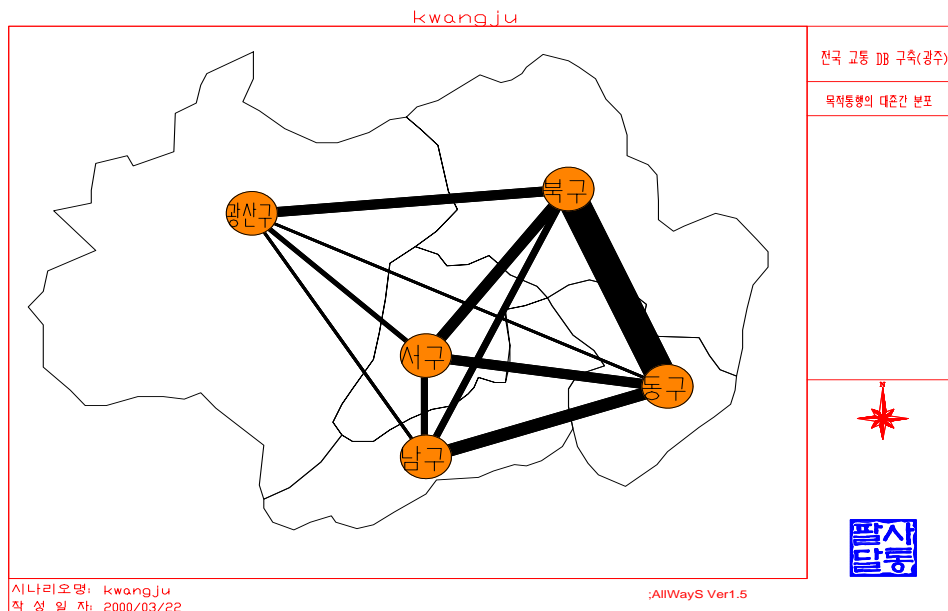 kwangju
전국 교통 DB 구축(광주)
목적통행의 대죤간 분포
북구
광산구
서구
동구
남구
N
사통
팔달
시나리오명: kwangju
작 성 일 자: 2000/03/22
;AllWayS Ver1.5